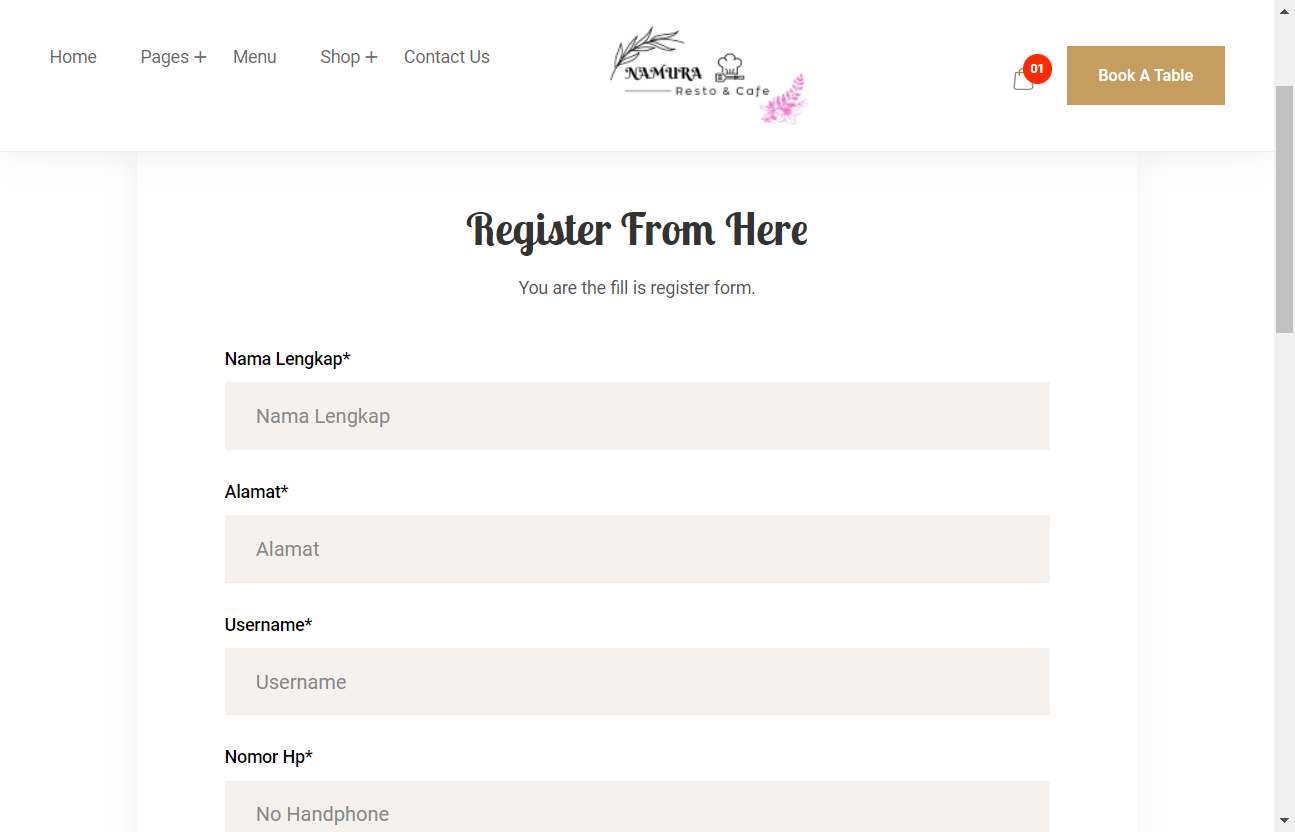 Home Pages + Menu Shop + Contact Us
NAMURA
Resto & Cafe
01
Book A Table
Register From Here
You are the fill is register form.
Nama Lengkap*
Nama Lengkap
Alamat*
Alamat
Username*
Username
Nomor Hp*
No Handphone